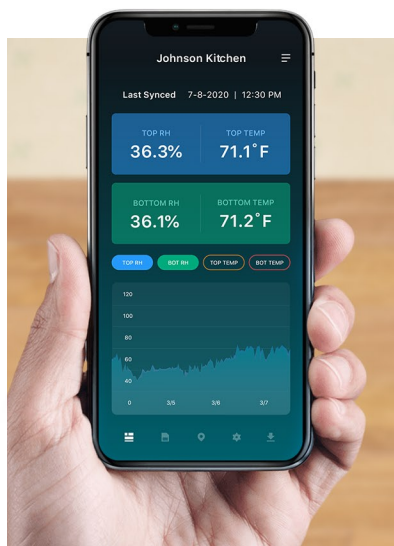 Johnson Kitchen
Last Synced 7-8-2020 | 12:30 PM
TOP RH TOP TEMP
36.3% 71.1°F
BOTTOM RH BOTTOM TEMP
36.1% 71.2°F
TOP RH BOT RH TOP TEMP BOT TEMP
120
100
80
60
40
0 3/5 3/6 3/7